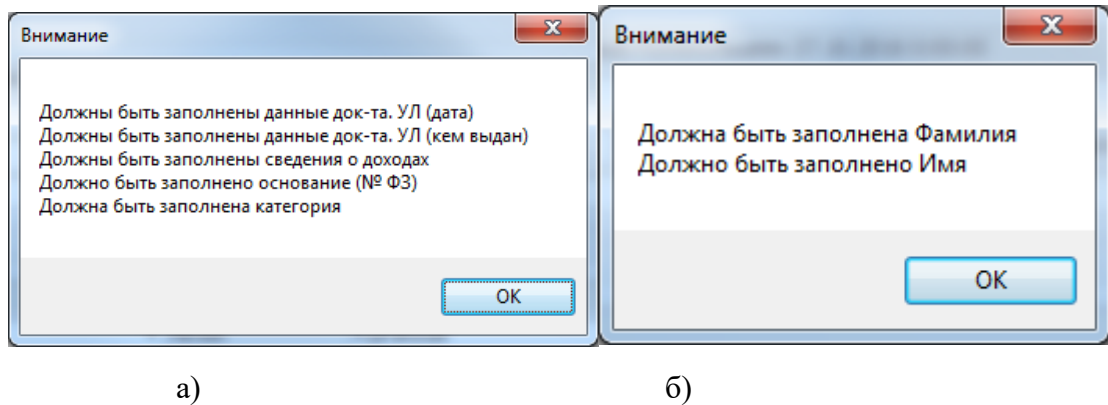 Внимание
Должны быть заполнены данные док-та. УЛ (дата)
Должны быть заполнены данные док-та. УЛ (кем выдан)
Должны быть заполнены сведения о доходах
Должно быть заполнено основание (№ ФЗ)
Должна быть заполнена категория
ОК
а)
Внимание
Должна быть заполнена Фамилия
Должно быть заполнено Имя
ОК
б)